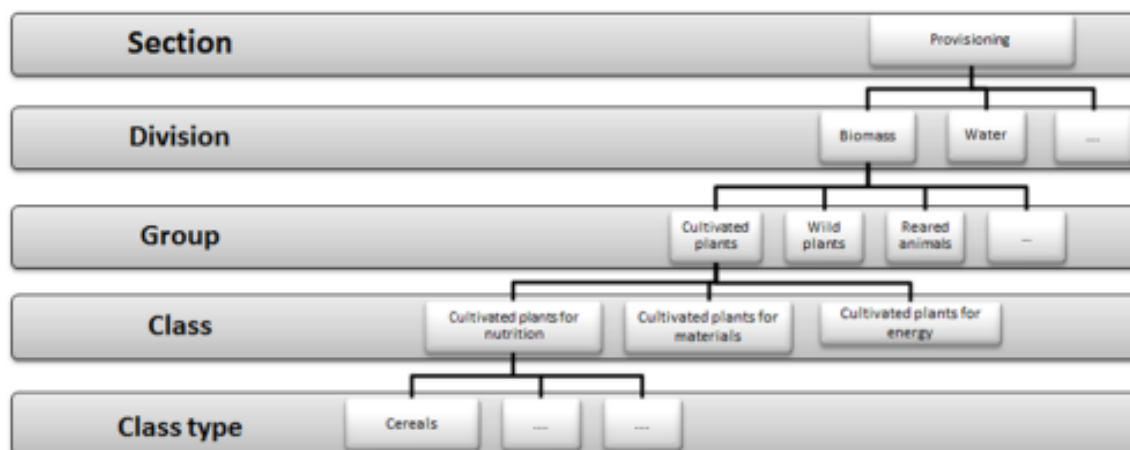 Section
Provisioning
Division
Biomass
Water
....
Group
Cultivated
plants
Wild
plants
Reared
animals
...
Class
Cultivated plants for
nutrition
Cultivated plants for
materials
Cultivated plants for
energy
Class type
Cereals
....
....